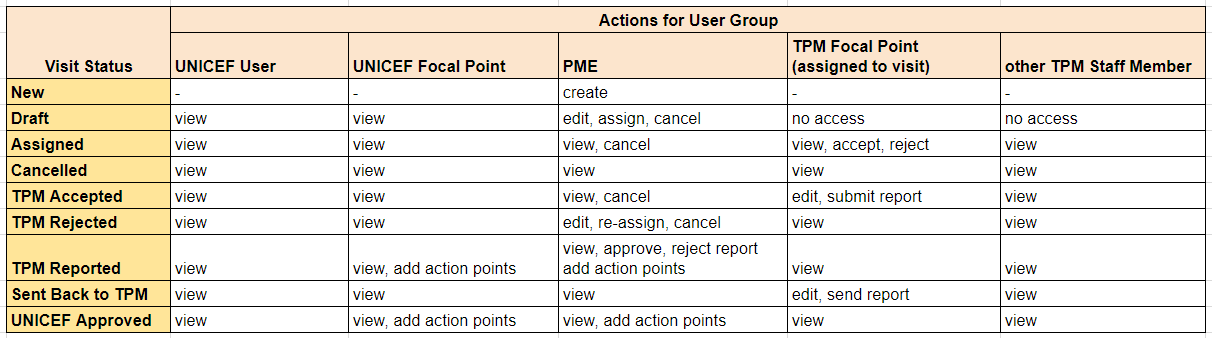 Actions for User Group
Visit Status UNICEF User UNICEF Focal Point PME TPM Focal Point (assigned to visit) other TPM Staff Member
New - - create - -
Draft view view edit, assign, cancel no access no access
Assigned view view view, cancel view, accept, reject view
Cancelled view view view view view
TPM Accepted view view view, cancel edit, submit report view
TPM Rejected view view edit, re-assign, cancel view view
TPM Reported view view, add action points view, approve, reject report add action points view view
Sent Back to TPM view view view edit, send report view
UNICEF Approved view view, add action points view, add action points view view